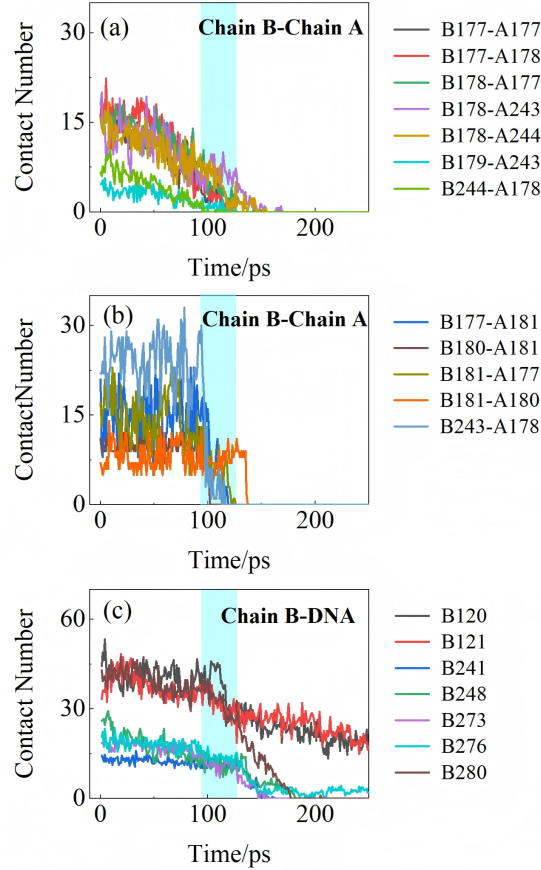 (a) Chain B-Chain A
30
15
0
Contact Number
0 100 200
Time/ps
B177-A177
B177-A178
B178-A177
B178-A243
B178-A244
B179-A243
B244-A178
(b)
Chain B-Chain A
30
15
0
ContactNumber
0 100 200
Time/ps
B177-A181
B180-A181
B181-A177
B181-A180
B243-A178
(c)
Chain B-DNA
60
30
0
Contact Number
0 100 200
Time/ps
B120
B121
B241
B248
B273
B276
B280